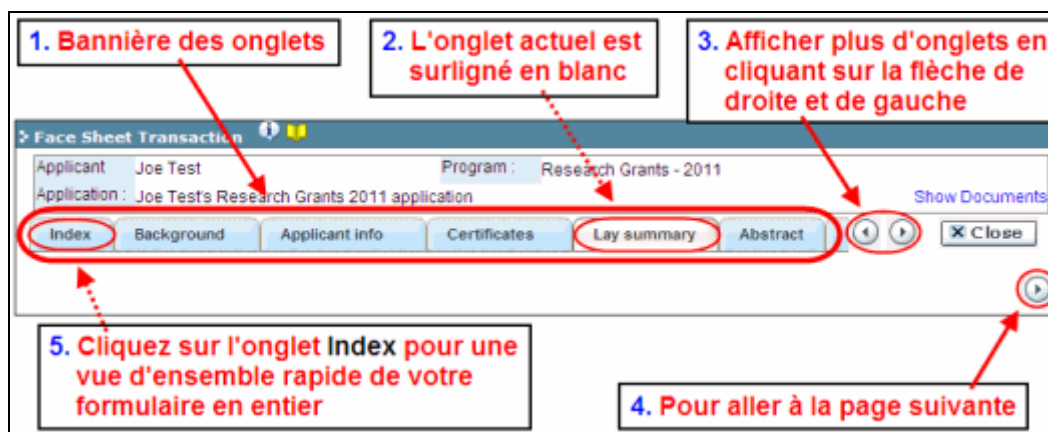 1. Bannière des onglets
2. L'onglet actuel est
surligné en blanc
3. Afficher plus d'onglets en
cliquant sur la flèche de
droite et de gauche
Face Sheet Transaction
Applicant Joe Test Program : Research Grants - 2011
Application : Joe Test's Research Grants 2011 application
Show Documents
Index Background Applicant info Certificates Lay summary Abstract Close
5. Cliquez sur l'onglet Index pour une
vue d'ensemble rapide de votre
formulaire en entier
4. Pour aller à la page suivante